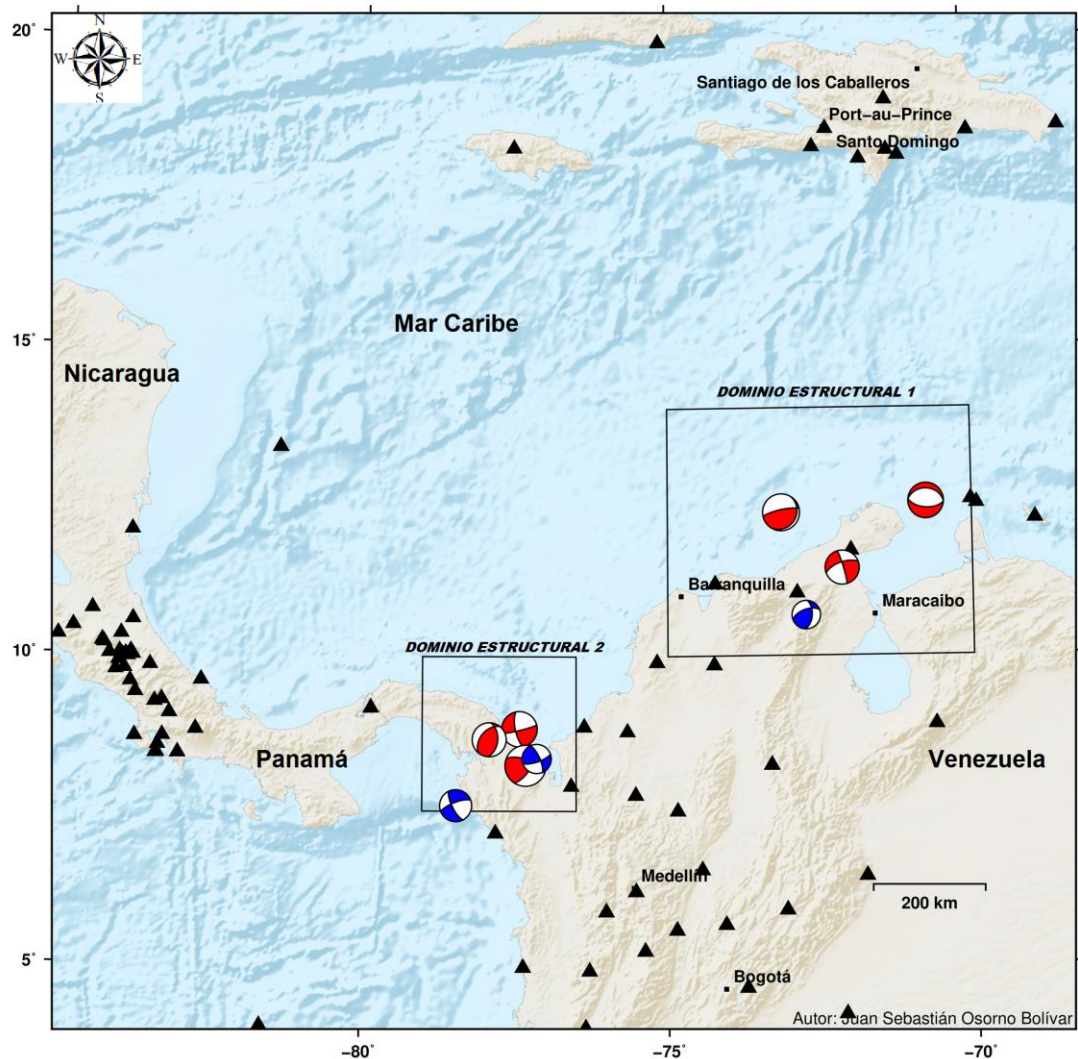 20°
N
W
E
S
Santiago de los Caballeros
Port-au-Prince
Santo Domingo
15°
Mar Caribe
Nicaragua
DOMINIO ESTRUCTURAL 1
Barranquilla
Maracaibo
10°
DOMINIO ESTRUCTURAL 2
Panamá
Venezuela
Medellín
200 km
5°
Bogotá
Autor: Juan Sebastián Osorno Bolívar
-80°
-75°
-70°